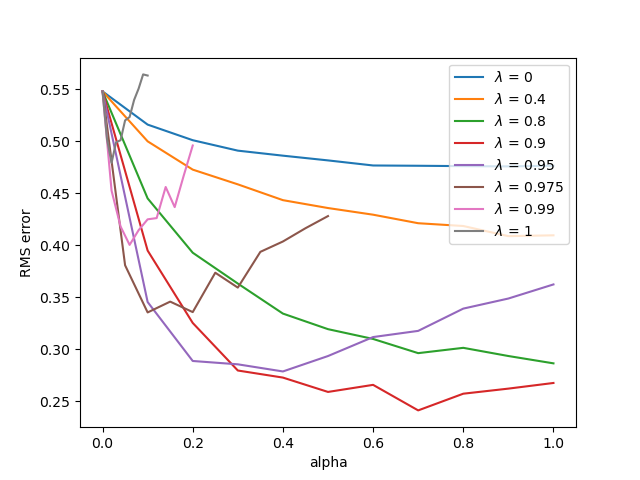 0.55
0.50
0.45
0.40
0.35
0.30
0.25
RMS error
0.0 0.2 0.4 0.6 0.8 1.0
alpha
λ = 0
λ = 0.4
λ = 0.8
λ = 0.9
λ = 0.95
λ = 0.975
λ = 0.99
λ = 1